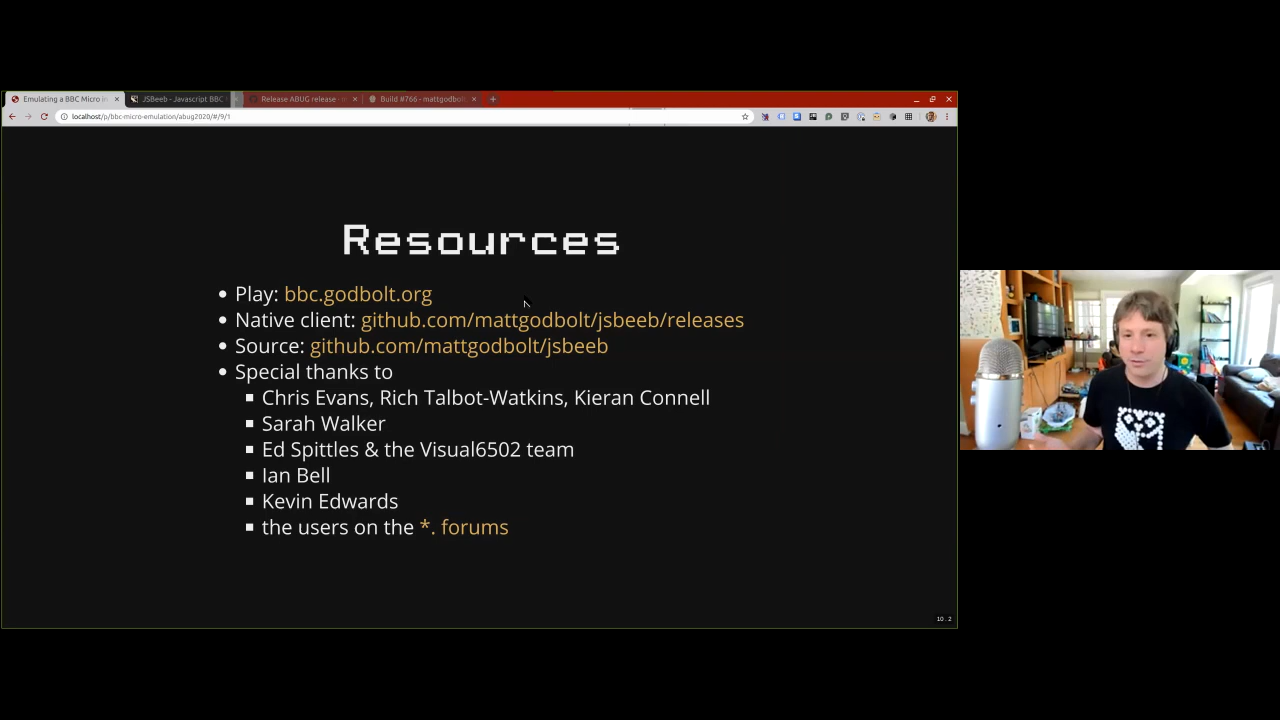 Emulating a BBC Micro in
JSBeeb - Javascript BBC
Release ABUG release
Build #766 - mattgodbolt
localhost/p/bbc-micro-emulation/abug2020/#/9/1
Resources
Play: bbc.godbolt.org
Native client: github.com/mattgodbolt/jsbeeb/releases
Source: github.com/mattgodbolt/jsbeeb
Special thanks to
Chris Evans, Rich Talbot-Watkins, Kieran Connell
Sarah Walker
Ed Spittles & the Visual6502 team
Ian Bell
Kevin Edwards
the users on the *. forums
10.2